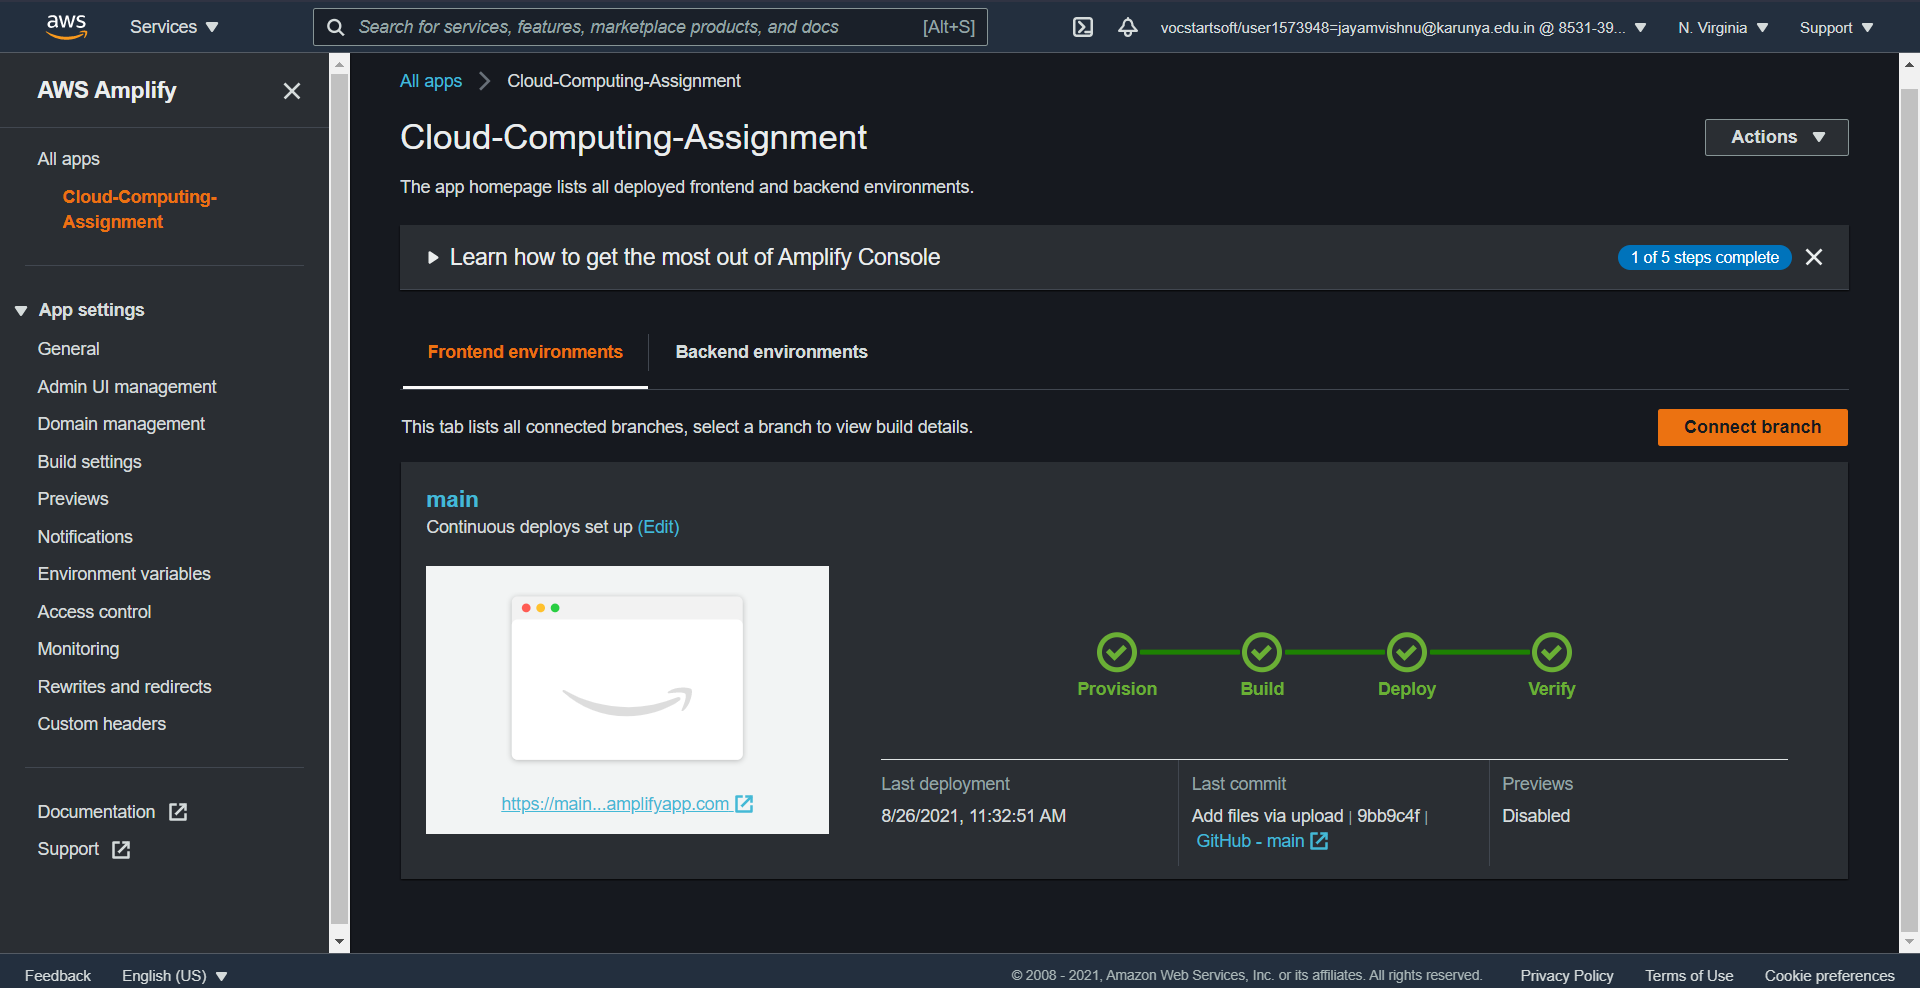 aws
Services
Search for services, features, marketplace products, and docs [Alt+S]
vocstartsoft/user1573948=jayamvishnu@karunya.edu.in @ 8531-39...
N. Virginia
Support
AWS Amplify
All apps
Cloud-Computing-
Assignment
App settings
General
Admin UI management
Domain management
Build settings
Previews
Notifications
Environment variables
Access control
Monitoring
Rewrites and redirects
Custom headers
Documentation
Support
All apps
Cloud-Computing-Assignment
Cloud-Computing-Assignment
Actions
The app homepage lists all deployed frontend and backend environments.
Learn how to get the most out of Amplify Console
1 of 5 steps complete
Frontend environments
Backend environments
This tab lists all connected branches, select a branch to view build details.
Connect branch
main
Continuous deploys set up (Edit)
https://main...amplifyapp.com
Provision
Build
Deploy
Verify
Last deployment
8/26/2021, 11:32:51 AM
Last commit
Add files via upload | 9bb9c4f |
GitHub - main
Previews
Disabled
Feedback
English (US)
© 2008 - 2021, Amazon Web Services, Inc. or its affiliates. All rights reserved.
Privacy Policy
Terms of Use
Cookie preferences